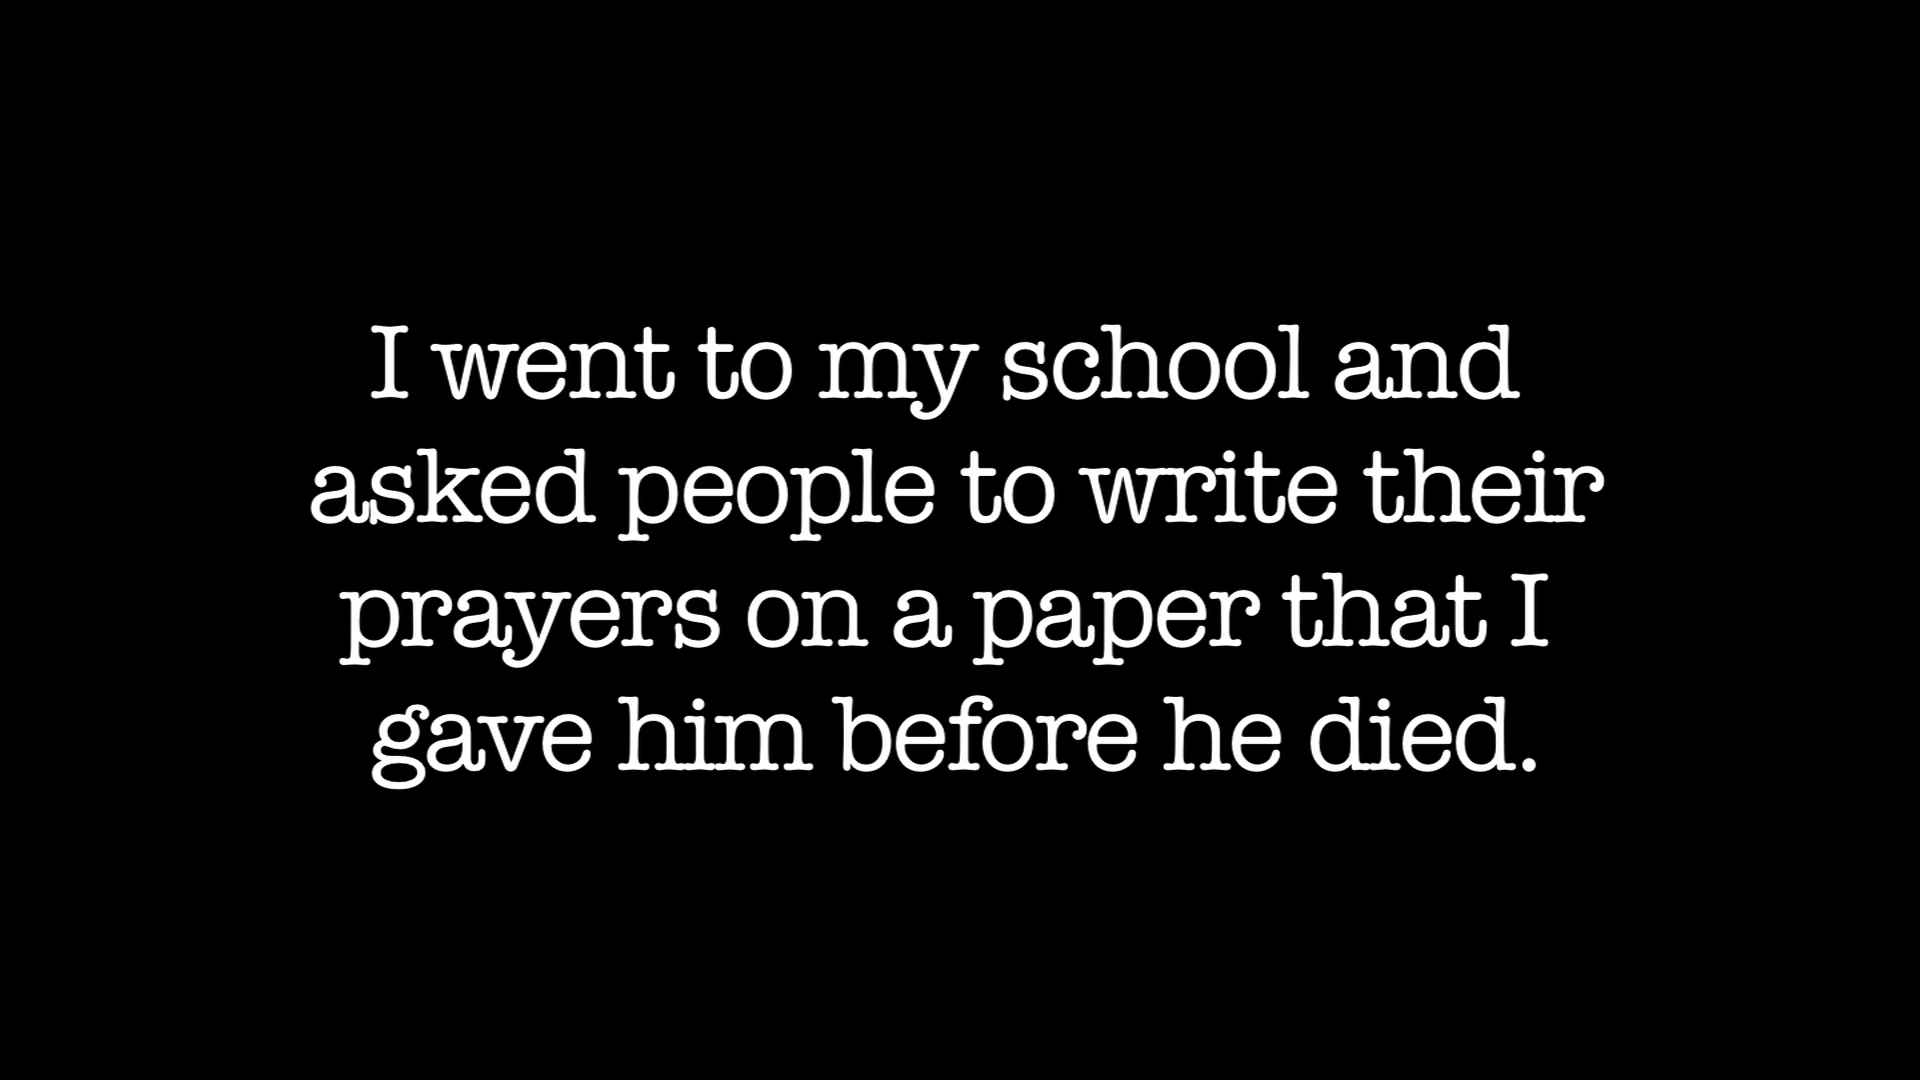 I went to my school and
asked people to write their
prayers on a paper that I
gave him before he died.